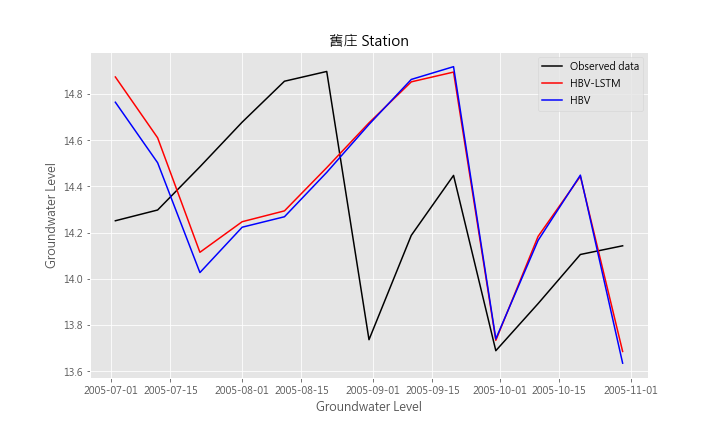 舊庄 Station
Observed data
HBV-LSTM
HBV
Groundwater Level
14.8
14.6
14.4
14.2
14.0
13.8
13.6
2005-07-01 2005-07-15 2005-08-01 2005-08-15 2005-09-01 2005-09-15 2005-10-01 2005-10-15 2005-11-01
Groundwater Level